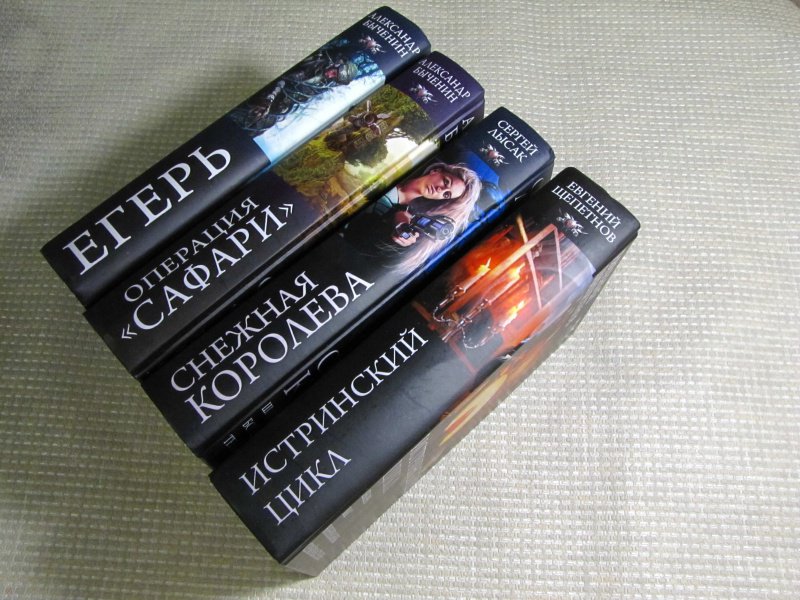 АЛЕКСАНДР
БЫЧЕНИН
ЕГЕРЬ
АЛЕКСАНДР
БЫЧЕНИН
ОПЕРАЦИЯ
«САФАРИ»
СЕРГЕЙ
ЛЫСАК
СНЕЖНАЯ
КОРОЛЕВА
ЕВГЕНИЙ
ЩЕПЕТНОВ
ИСТРИНСКИЙ
ЦИКЛ